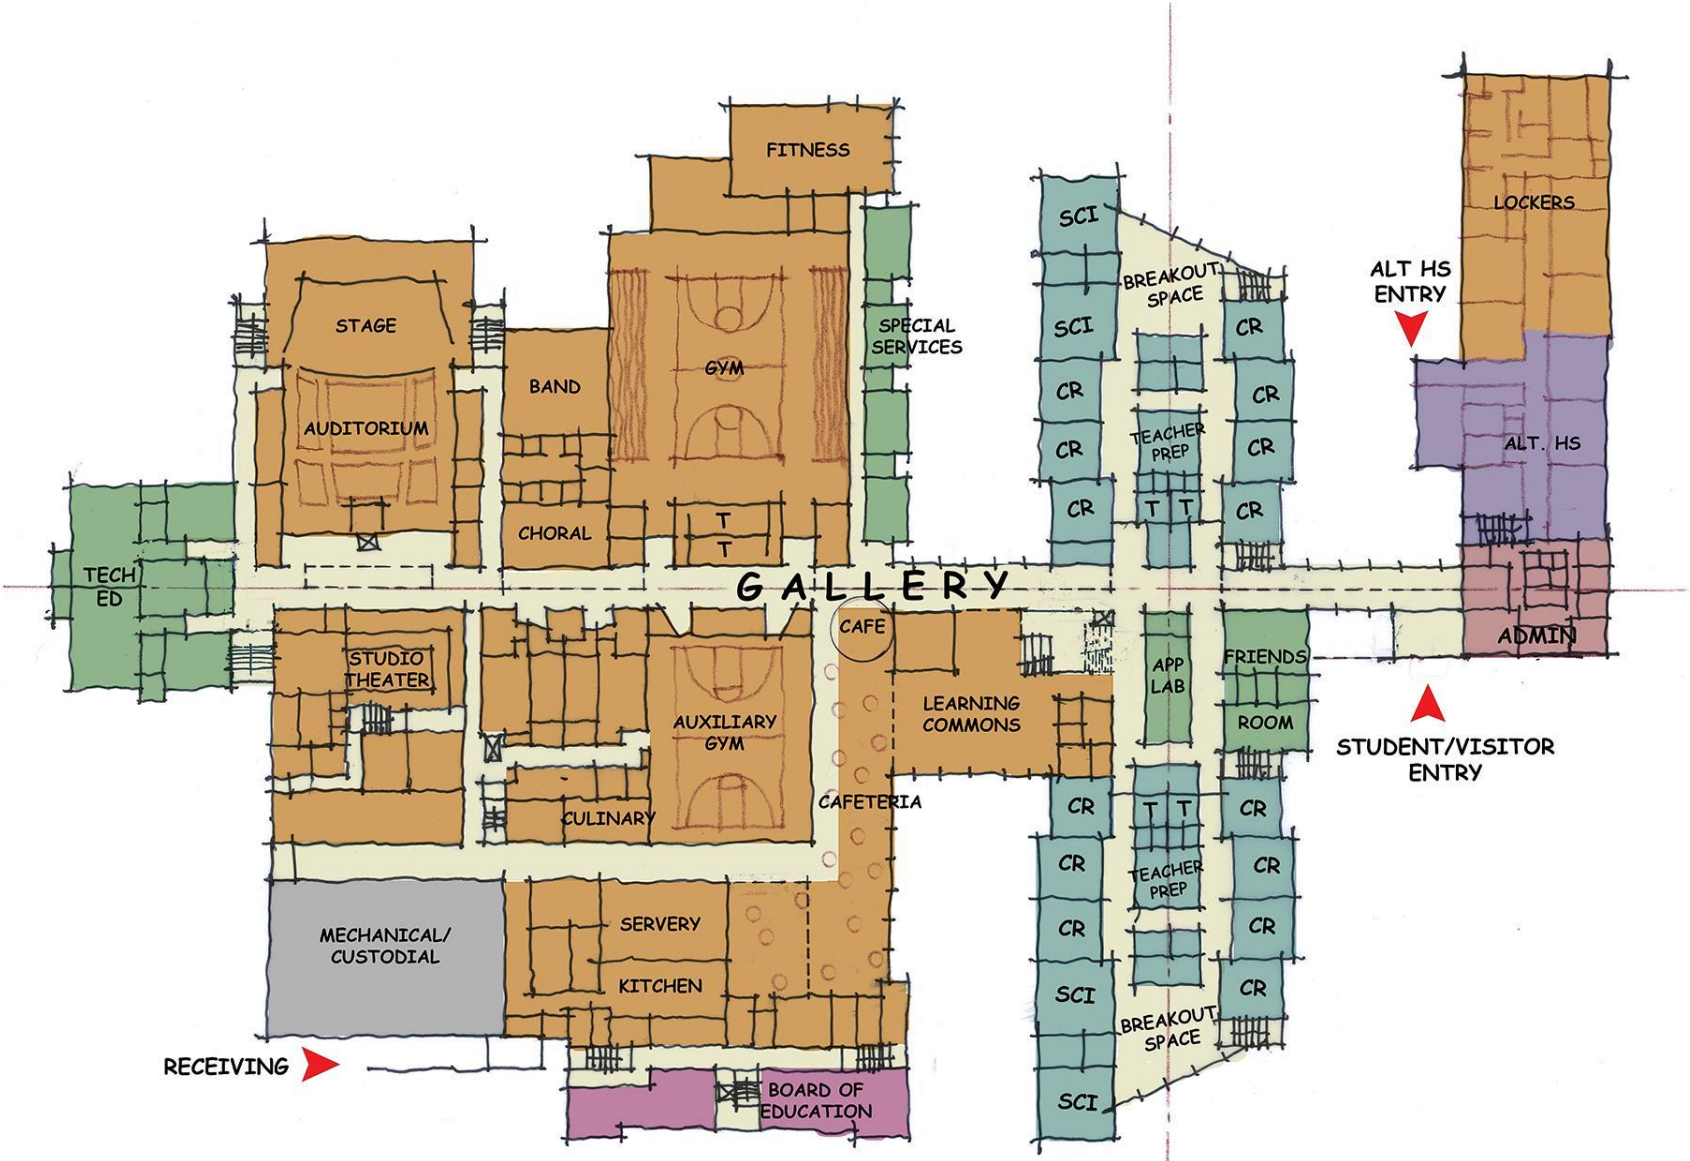 FITNESS
LOCKERS
SCI
BREAKOUT
SPACE
ALT HS
ENTRY
STAGE
SPECIAL
SERVICES
SCI
CR
GYM
BAND
CR
CR
AUDITORIUM
TEACHER
PREP
CR
CR
ALT. HS
CR
T T
CR
CHORAL
T
T
TECH
ED
GALLERY
CAFE
ADMIN
STUDIO
THEATER
APP
LAB
FRIENDS
ROOM
LEARNING
COMMONS
AUXILIARY
GYM
STUDENT/VISITOR
ENTRY
CAFETERIA
CULINARY
CR
T T
CR
CR
TEACHER
PREP
CR
SERVERY
CR
CR
MECHANICAL/
CUSTODIAL
KITCHEN
SCI
CR
BREAKOUT
SPACE
RECEIVING
BOARD OF
EDUCATION
SCI